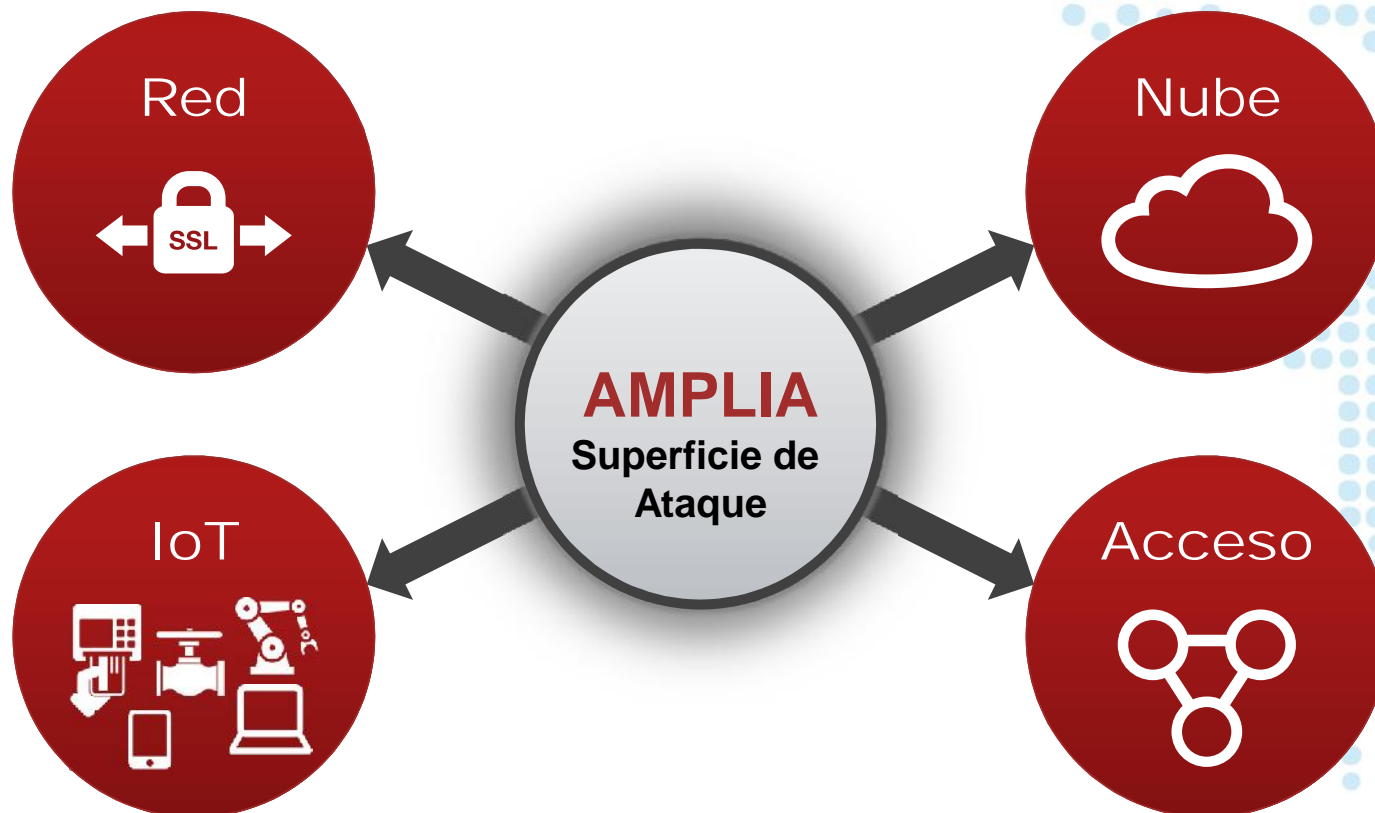 Red
SSL
Nube
AMPLIA
Superficie de
Ataque
IoT
Acceso